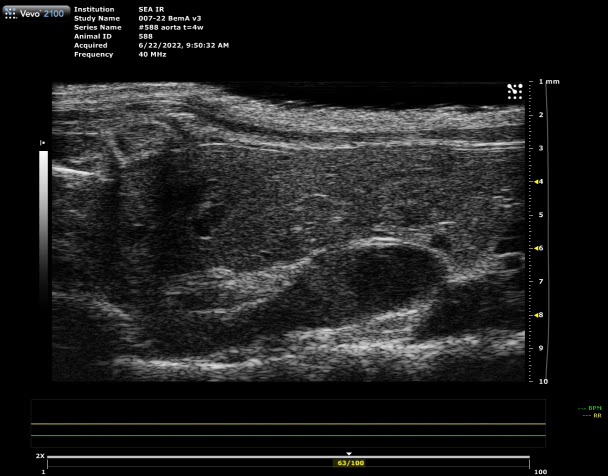 Vevo 2100
Institution SEA IR
Study Name 007-22 BemA v3
Series Name #588 aorta t=4w
Animal ID 588
Acquired 6/22/2022, 9:50:32 AM
Frequency 40 MHz
1 mm
2
3
4
5
6
7
8
9
10
--- BPM
--- RR
2X
63/100
1 100